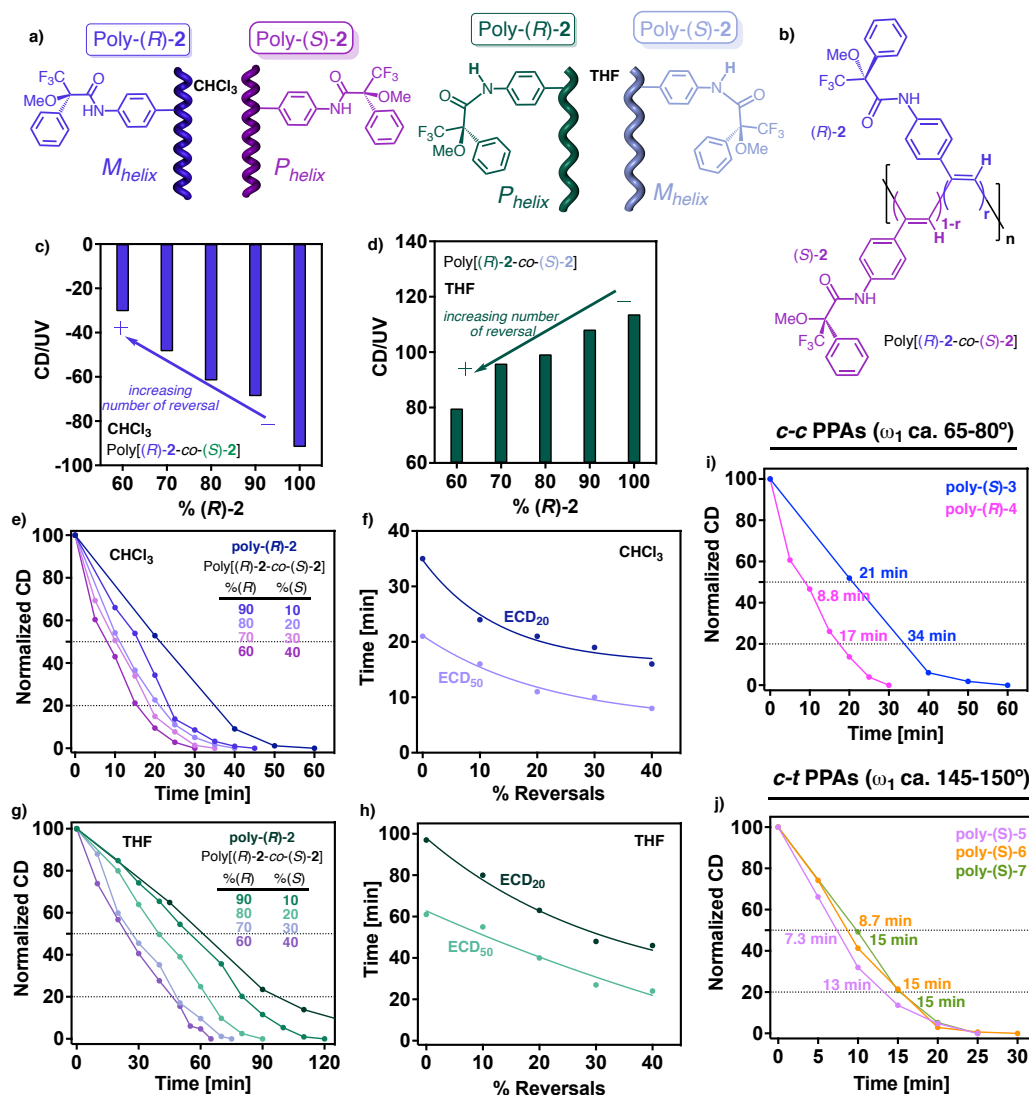 a)
Poly-(R)-2
Poly-(S)-2
Poly-(R)-2
Poly-(S)-2
b)
CHCl3
THF
CF3
O
MeO
HN
CF3
O
NH
OMe
H
N
O
F3C
OMe
H
N
O
CF3
OMe
Mhelix
Phelix
Phelix
Mhelix
MeO
O
F3C
NH
(R)-2
H
r
1-r
H
n
(S)-2
O
NH
MeO
F3C
Poly[(R)-2-co-(S)-2]
c)
0
-20
-40
-60
-80
-100
CD/UV
+
−
increasing
number of reversal
CHCl3
Poly[(R)-2-co-(S)-2]
60 70 80 90 100
% (R)-2
d)
140
120
100
80
60
CD/UV
Poly[(R)-2-co-(S)-2]
THF
−
increasing number
of reversal
+
60 70 80 90 100
% (R)-2
e)
100
80
60
40
20
0
Normalized CD
CHCl3
poly-(R)-2
Poly[(R)-2-co-(S)-2]
%(R) %(S)
90 10
80 20
70 30
60 40
0 10 20 30 40 50 60
Time [min]
f)
40
30
20
10
0
Time [min]
CHCl3
ECD20
ECD50
0 10 20 30 40
% Reversals
g)
100
80
60
40
20
0
Normalized CD
THF
poly-(R)-2
Poly[(R)-2-co-(S)-2]
%(R) %(S)
90 10
80 20
70 30
60 40
0 30 60 90 120
Time [min]
h)
120
100
80
60
40
20
0
Time [min]
THF
ECD20
ECD50
0 10 20 30 40
% Reversals
c-c PPAs (ω1 ca. 65-80º)
i)
100
80
60
40
20
0
Normalized CD
poly-(S)-3
poly-(R)-4
21 min
8.8 min
17 min
34 min
0 10 20 30 40 50 60
Time [min]
c-t PPAs (ω1 ca. 145-150º)
j)
100
80
60
40
20
0
Normalized CD
poly-(S)-5
poly-(S)-6
poly-(S)-7
8.7 min
7.3 min
15 min
13 min
15 min
15 min
0 5 10 15 20 25 30
Time [min]